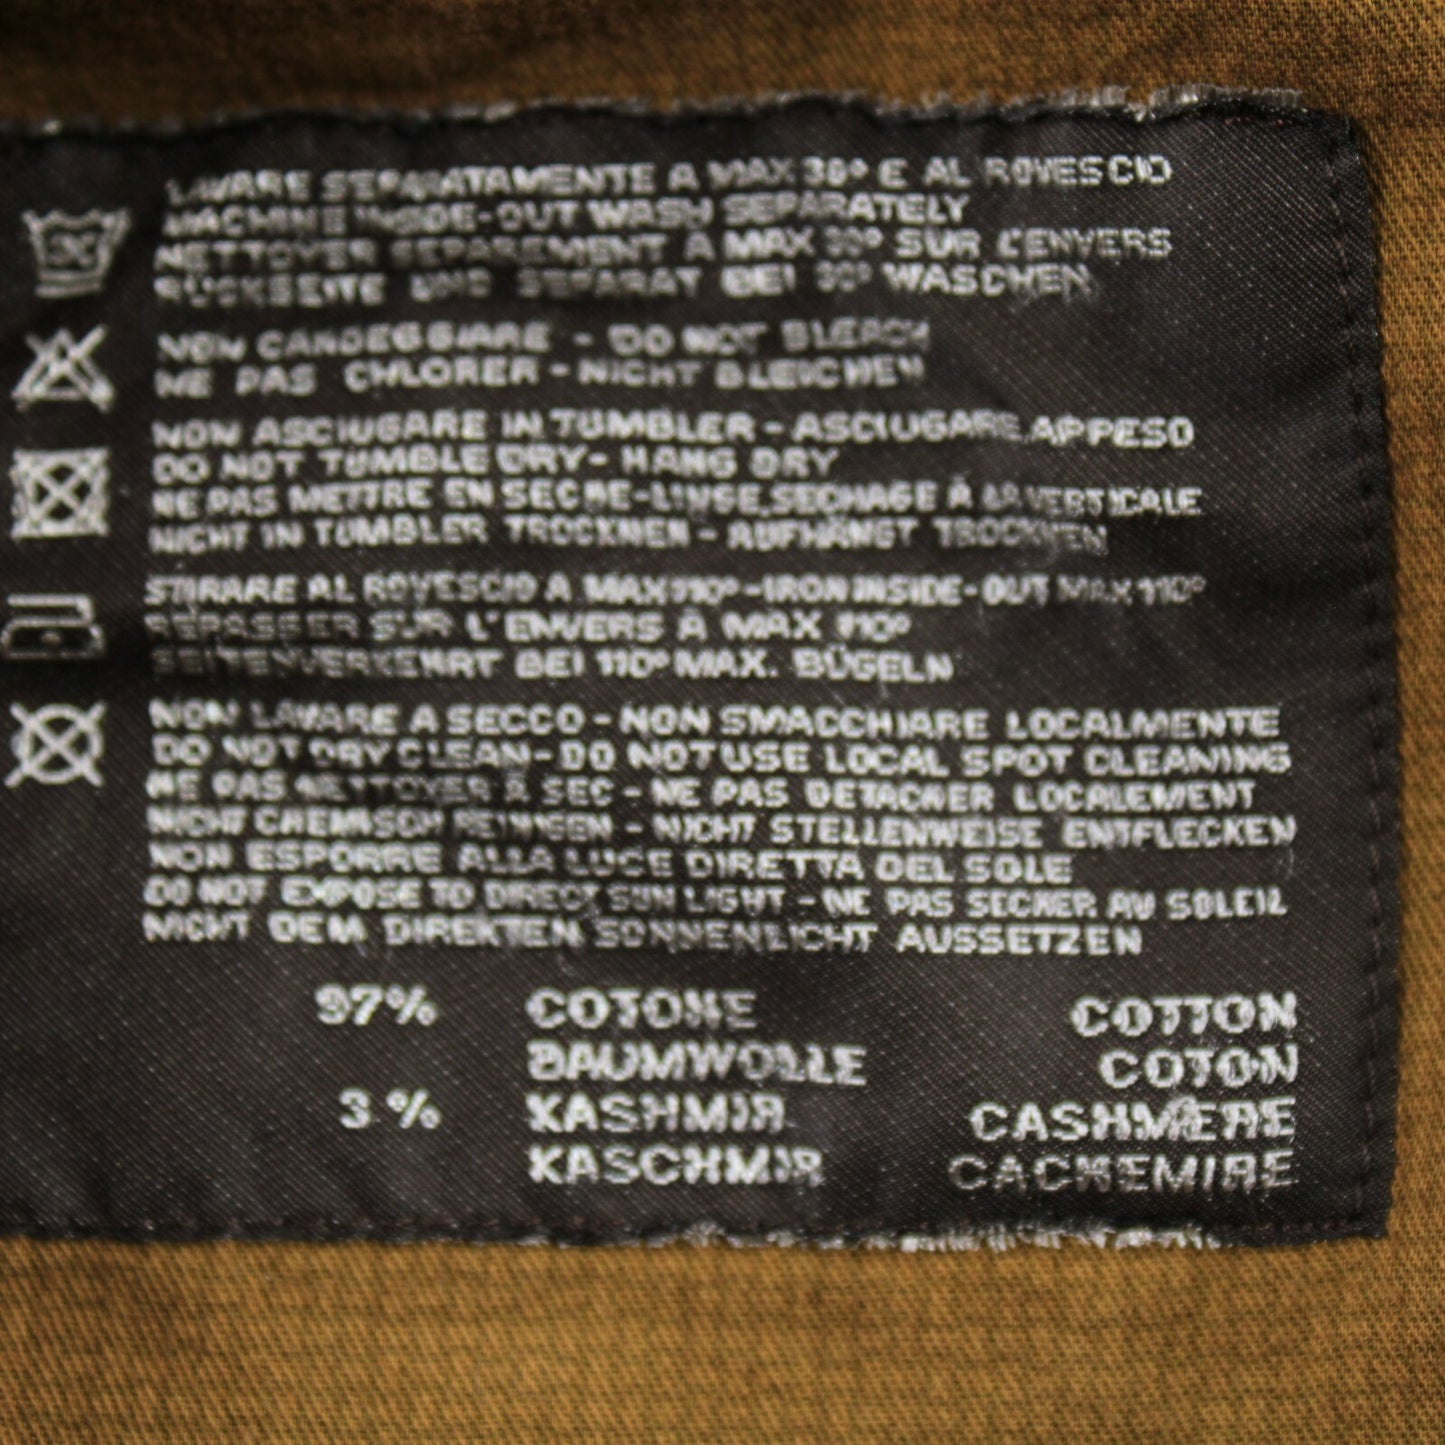 LAVARE SEPARATAMENTE A MAX 30° E AL ROVESCIO
MACHINE INSIDE-OUT WASH SEPARATELY
NETTOYER SEPAREMENT À MAX 30° SUR L'ENVERS
RÜCKSEITE UND SEPARAT BEI 30° WASCHEN
NON CANDEGGIARE - DO NOT BLEACH
NE PAS CHLORER - NICHT BLEICHEN
NON ASCIUGARE IN TUMBLER - ASCIUGARE APPESO
DO NOT TUMBLE DRY - HANG DRY
NE PAS METTRE EN SECHE-LINGE, SECHAGE À LA VERTICALE
NICHT IN TUMBLER TROCKNEN - AUFHÄNGT TROCKNEN
STIRARE AL ROVESCIO A MAX 110° - IRON INSIDE-OUT MAX 110°
REPASSER SUR L'ENVERS À MAX 110°
SEITENVERKEHRT BEI 110° MAX. BÜGELN
NON LAVARE A SECCO - NON SMACCHIARE LOCALMENTE
DO NOT DRY CLEAN - DO NOT USE LOCAL SPOT CLEANING
NE PAS NETTOYER À SEC - NE PAS DETACHER LOCALEMENT
NICHT CHEMISCH REINIGEN - NICHT STELLENWEISE ENTFLECKEN
NON ESPORRE ALLA LUCE DIRETTA DEL SOLE
DO NOT EXPOSE TO DIRECT SUN LIGHT - NE PAS SECHER AU SOLEIL
NICHT DEM DIREKTEN SONNENLICHT AUSSETZEN
97% COTONE COTTON
BAUMWOLLE COTON
3 % KASHMIR CASHMERE
KASCHMIR CACHEMIRE